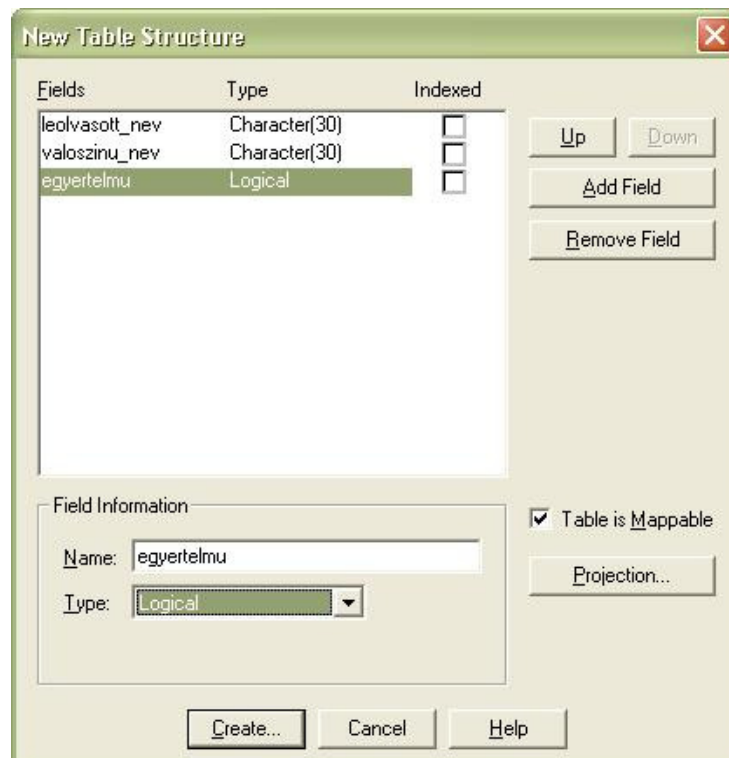 New Table Structure
Fields Type Indexed
leolvasott_nev Character(30)
valoszinu_nev Character(30)
egyertelmu Logical
Up Down
Add Field
Remove Field
Field Information
Name: egyertelmu
Type: Logical
Table is Mappable
Projection...
Create... Cancel Help